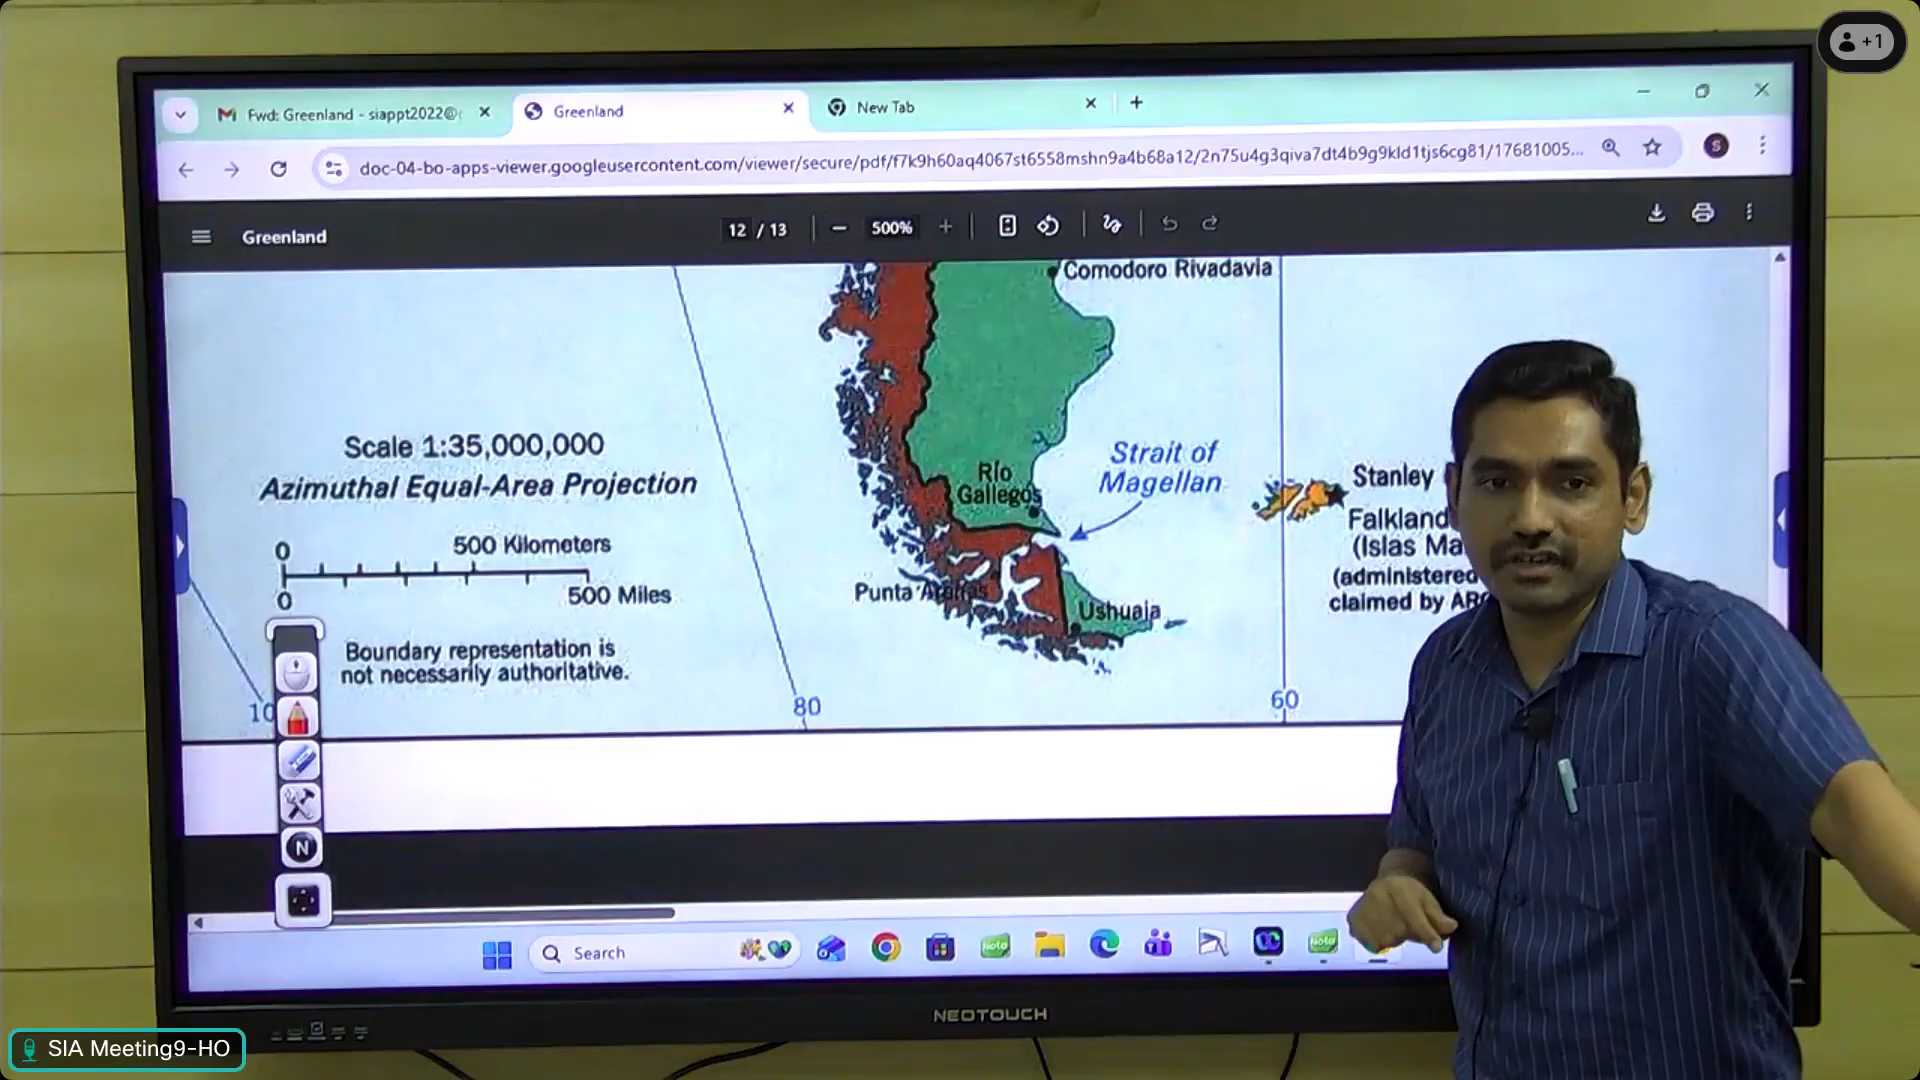 +1
Fwd: Greenland - siappt2022@
Greenland
New Tab
doc-04-bo-apps-viewer.googleusercontent.com/viewer/secure/pdf/f7k9h60aq4067st6558mshn9a4b68a12/2n75u4g3qiva7dt4b9g9kld1tjs6cg81/17681005...
S
Greenland
12 / 13
500%
Comodoro Rivadavia
Scale 1:35,000,000
Azimuthal Equal-Area Projection
0
500 Kilometers
0
500 Miles
Boundary representation is
not necessarily authoritative.
Río
Gallegos
Strait of
Magellan
Stanley
Falkland
(Islas Ma
(administered
claimed by AR
Punta Arenas
Ushuaia
10
80
60
N
Search
Note
Note
NEOTOUCH
SIA Meeting9-HO